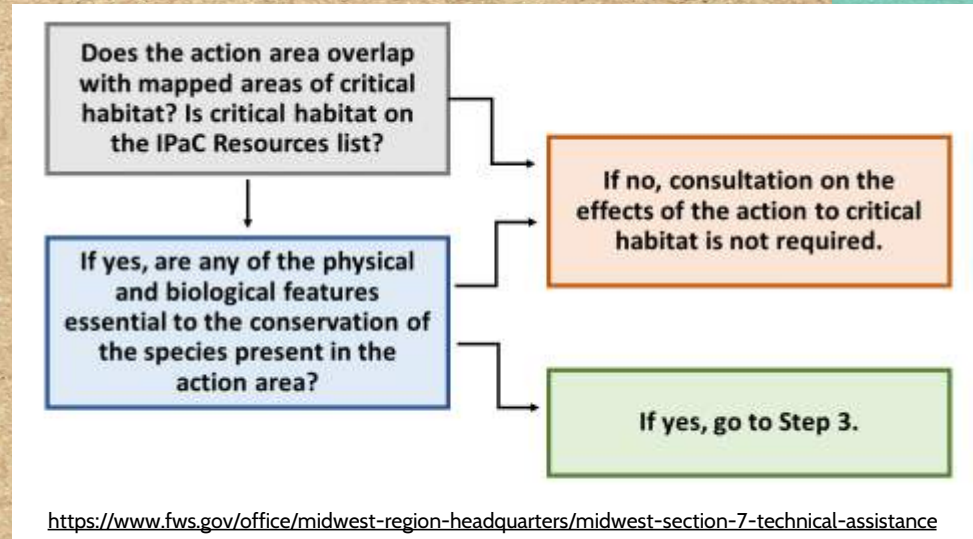 Does the action area overlap
with mapped areas of critical
habitat? Is critical habitat on
the IPaC Resources list?
If no, consultation on the
effects of the action to critical
habitat is not required.
If yes, are any of the physical
and biological features
essential to the conservation of
the species present in the
action area?
If yes, go to Step 3.
https://www.fws.gov/office/midwest-region-headquarters/midwest-section-7-technical-assistance